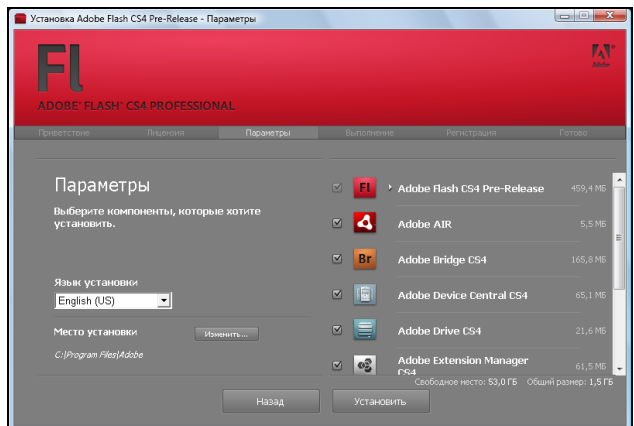 Установка Adobe Flash CS4 Pre-Release - Параметры
Fl
Adobe
ADOBE® FLASH® CS4 PROFESSIONAL
Приветствие Лицензия Параметры Выполнение Регистрация Готово
Параметры
Выберите компоненты, которые хотите
установить.
Язык установки
English (US)
Место установки Изменить...
C:\Program Files\Adobe
Fl Adobe Flash CS4 Pre-Release 459,4 МБ
Adobe AIR 5,5 МБ
Br Adobe Bridge CS4 165,8 МБ
Adobe Device Central CS4 65,1 МБ
Adobe Drive CS4 21,6 МБ
Adobe Extension Manager
CS4 61,5 МБ
Свободное место: 53,0 ГБ Общий размер: 1,5 ГБ
Назад Установить